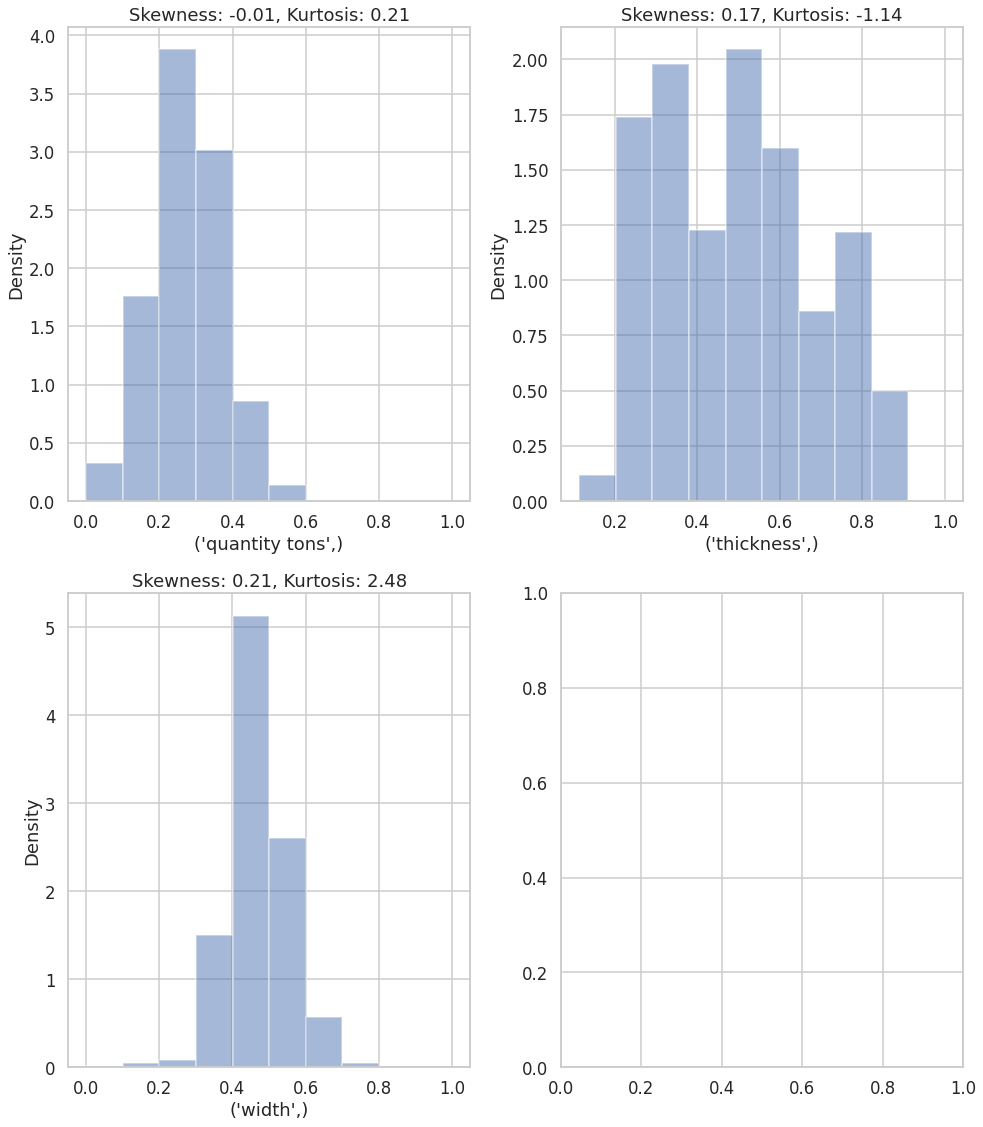 Skewness: -0.01, Kurtosis: 0.21
4.0
3.5
3.0
2.5
2.0
1.5
1.0
0.5
0.0
Density
0.0 0.2 0.4 0.6 0.8 1.0
('quantity tons',)
Skewness: 0.17, Kurtosis: -1.14
2.00
1.75
1.50
1.25
1.00
0.75
0.50
0.25
0.00
Density
0.2 0.4 0.6 0.8 1.0
('thickness',)
Skewness: 0.21, Kurtosis: 2.48
5
4
3
2
1
0
Density
0.0 0.2 0.4 0.6 0.8 1.0
('width',)
1.0
0.8
0.6
0.4
0.2
0.0
0.0 0.2 0.4 0.6 0.8 1.0